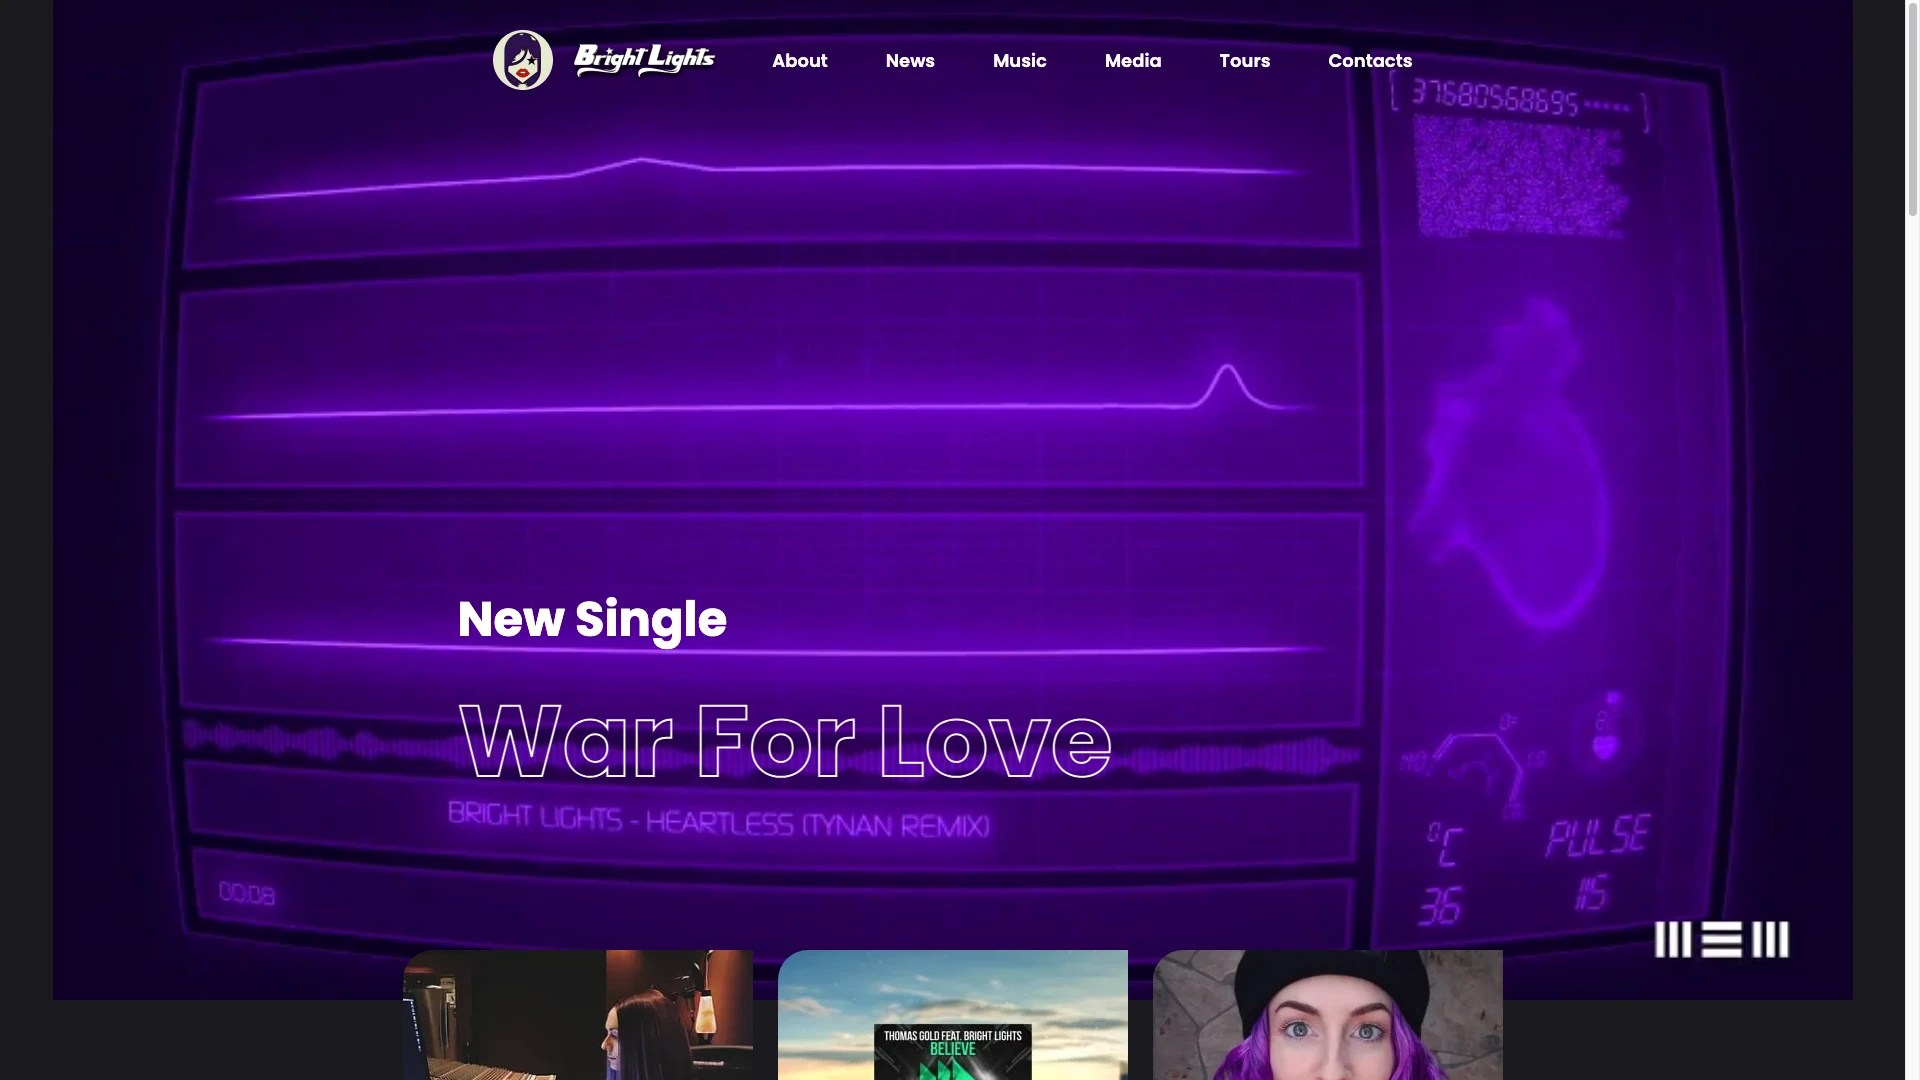 Bright Lights
About
News
Music
Media
Tours
Contacts
[ 37680568695····· ]
New Single
War For Love
BRIGHT LIGHTS - HEARTLESS (TYNAN REMIX)
00:08
°C
PULSE
36
115
THOMAS GOLD FEAT. BRIGHT LIGHTS
BELIEVE